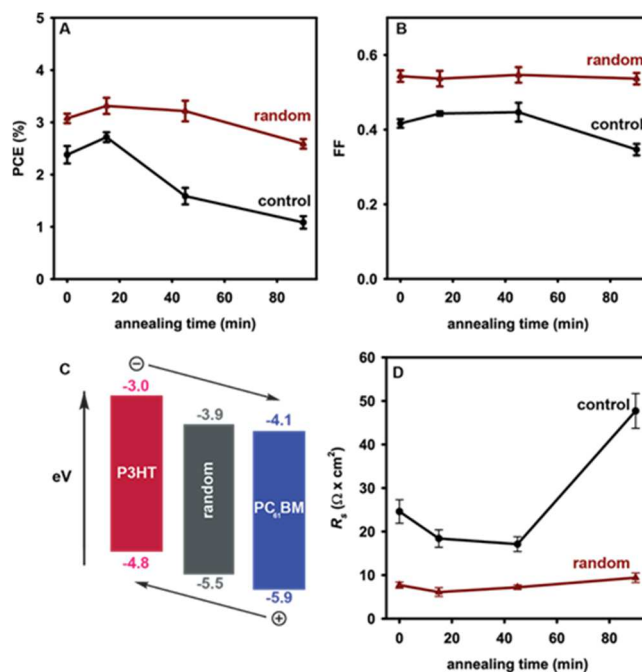 A
PCE (%)
5
4
3
2
1
0
random
control
0 20 40 60 80
annealing time (min)
B
FF
0.6
0.4
0.2
0.0
random
control
0 20 40 60 80
annealing time (min)
C
eV
⊖
-3.0
-3.9
-4.1
P3HT
random
PC₆₁BM
-4.8
-5.5
-5.9
⊕
D
Rₛ (Ω x cm²)
60
50
40
30
20
10
0
control
random
0 20 40 60 80
annealing time (min)